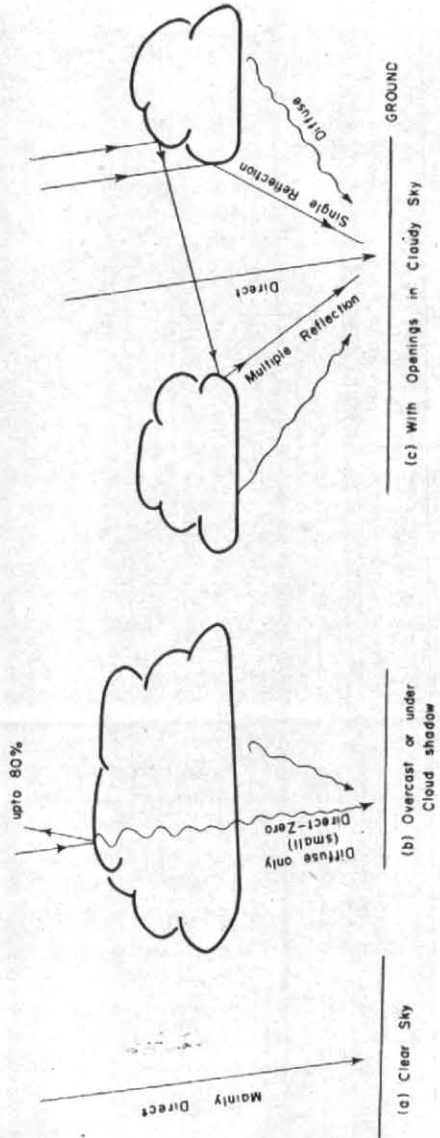 Mainly Direct
(a) Clear Sky
upto 80%
Diffuse only
(small)
Direct-Zero
(b) Overcast or under
Cloud shadow
Direct
Multiple Reflection
Single Reflection
Diffuse
GROUND
(c) With Openings in Cloudy Sky